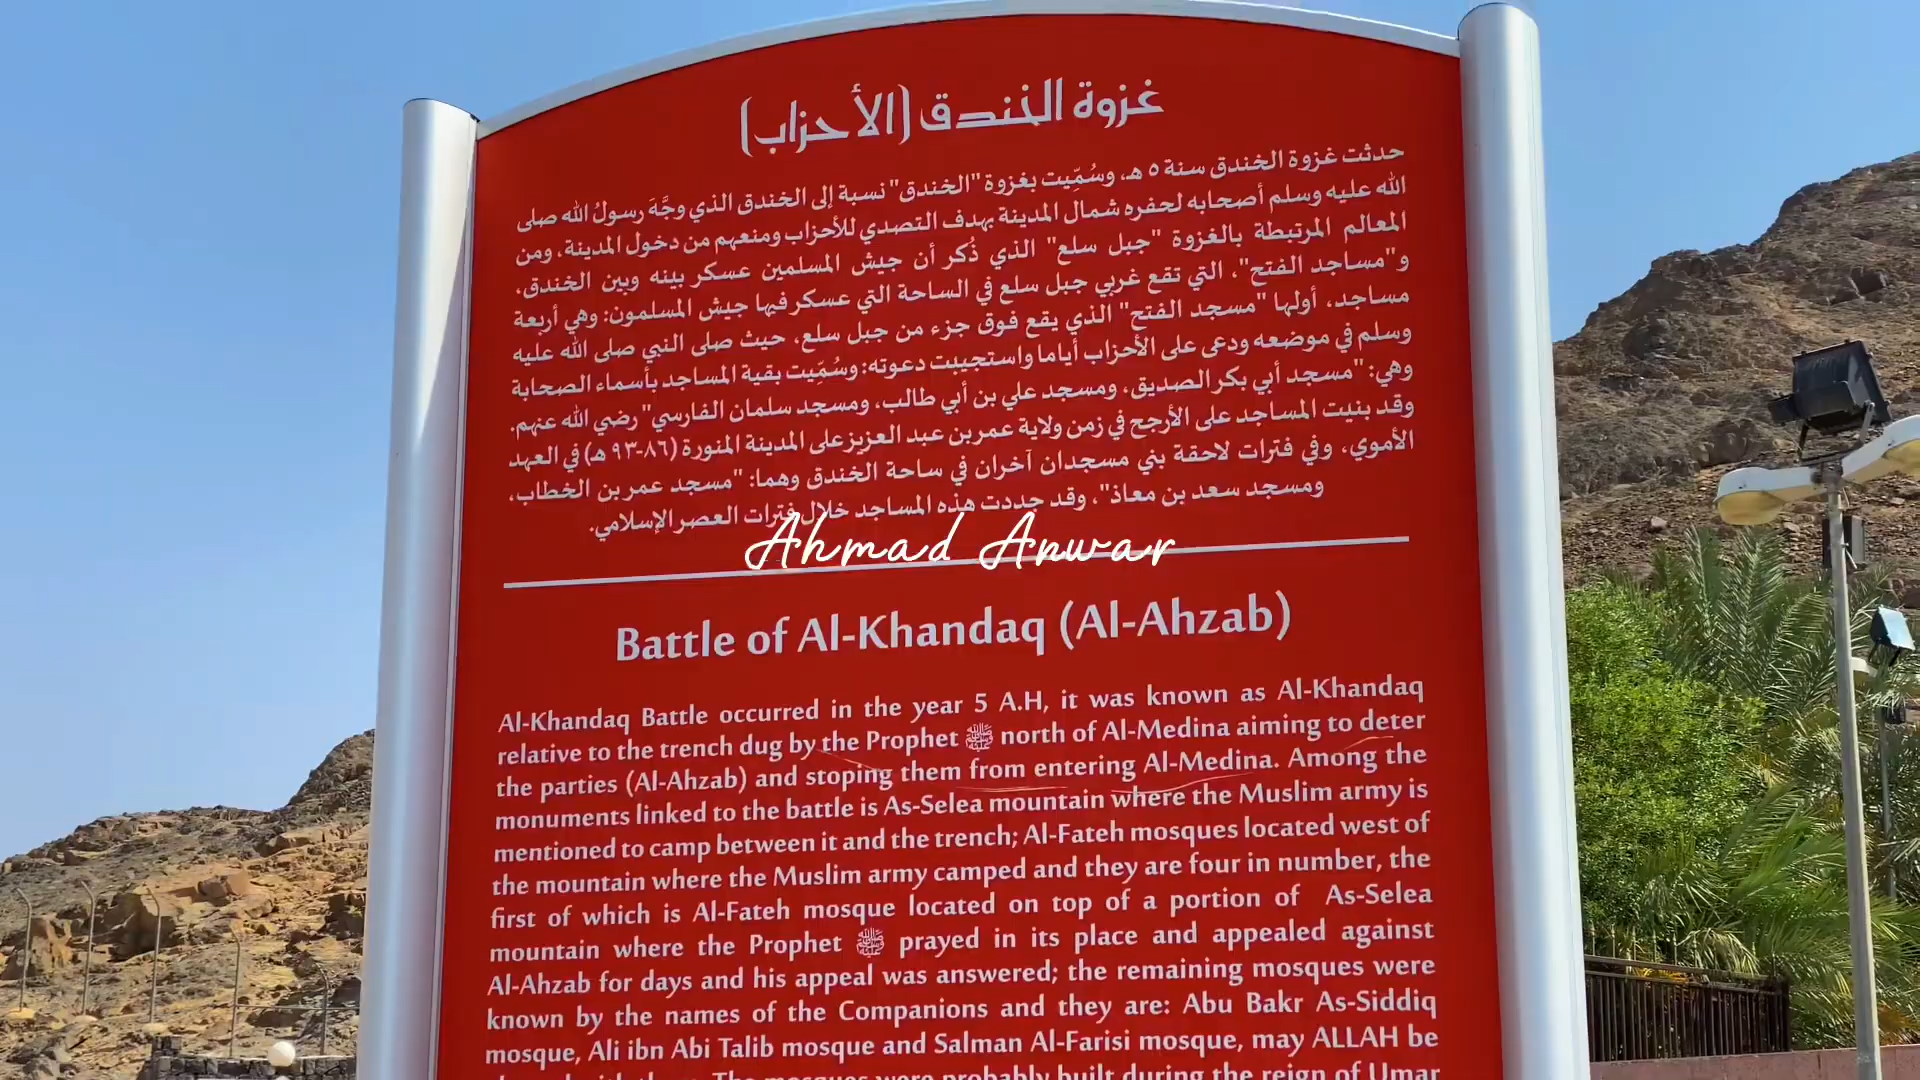 غزوة الخندق (الأحزاب)
حدثت غزوة الخندق سنة ٥ هـ، وسُمِّيت بغزوة "الخندق" نسبة إلى الخندق الذي وجَّهَ رسولُ الله صلى
الله عليه وسلم أصحابه لحفره شمال المدينة بهدف التصدي للأحزاب ومنعهم من دخول المدينة، ومن
المعالم المرتبطة بالغزوة "جبل سلع" الذي ذُكر أن جيش المسلمين عسكر بينه وبين الخندق،
و"مساجد الفتح"، التي تقع غربي جبل سلع في الساحة التي عسكر فيها جيش المسلمون: وهي أربعة
مساجد، أولها "مسجد الفتح" الذي يقع فوق جزء من جبل سلع، حيث صلى النبي صلى الله عليه
وسلم في موضعه ودعى على الأحزاب أياما واستجيبت دعوته: وسُمِّيت بقية المساجد بأسماء الصحابة
وهي: "مسجد أبي بكر الصديق، ومسجد علي بن أبي طالب، ومسجد سلمان الفارسي" رضي الله عنهم.
وقد بنيت المساجد على الأرجح في زمن ولاية عمر بن عبد العزيز على المدينة المنورة (٨٦-٩٣ هـ) في العهد
الأموي، وفي فترات لاحقة بني مسجدان آخران في ساحة الخندق وهما: "مسجد عمر بن الخطاب،
ومسجد سعد بن معاذ"، وقد جددت هذه المساجد خلال فترات العصر الإسلامي.
Ahmad Anwar
Battle of Al-Khandaq (Al-Ahzab)
Al-Khandaq Battle occurred in the year 5 A.H, it was known as Al-Khandaq
relative to the trench dug by the Prophet ﷺ north of Al-Medina aiming to deter
the parties (Al-Ahzab) and stoping them from entering Al-Medina. Among the
monuments linked to the battle is As-Selea mountain where the Muslim army is
mentioned to camp between it and the trench; Al-Fateh mosques located west of
the mountain where the Muslim army camped and they are four in number, the
first of which is Al-Fateh mosque located on top of a portion of As-Selea
mountain where the Prophet ﷺ prayed in its place and appealed against
Al-Ahzab for days and his appeal was answered; the remaining mosques were
known by the names of the Companions and they are: Abu Bakr As-Siddiq
mosque, Ali ibn Abi Talib mosque and Salman Al-Farisi mosque, may ALLAH be
The mosques were probably built during the reign of Umar